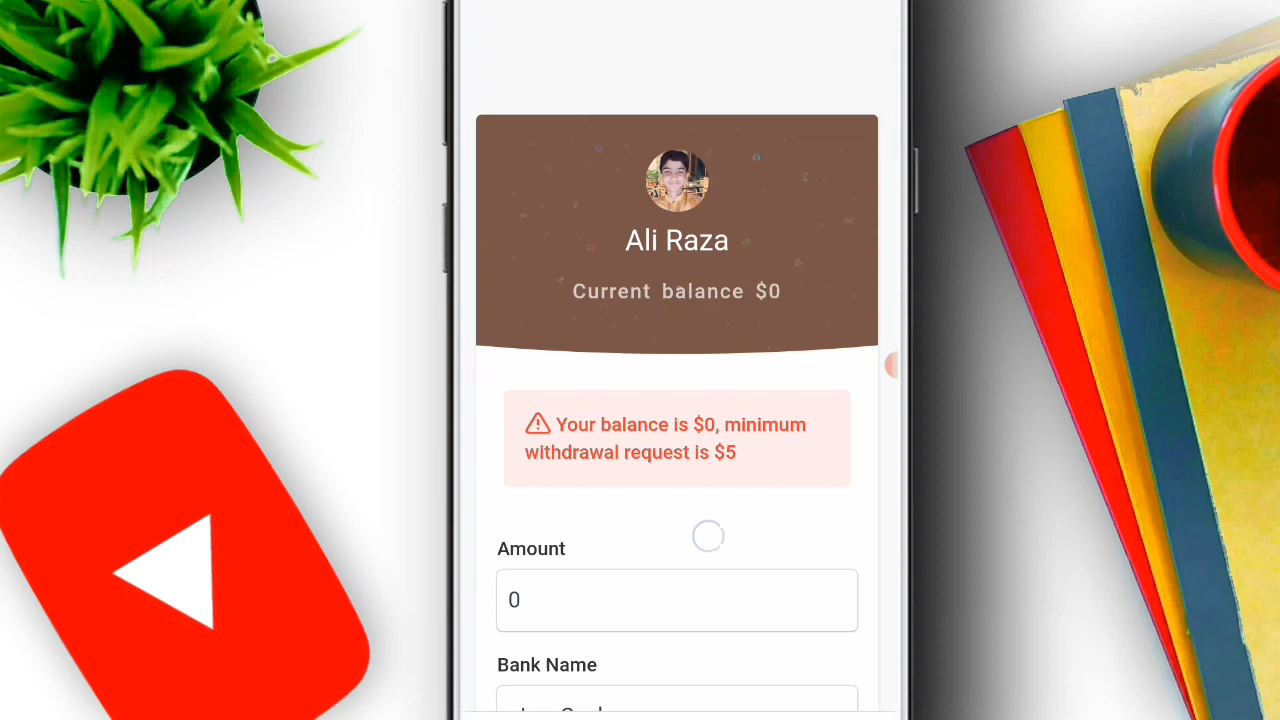 Ali Raza
Current balance $0
Your balance is $0, minimum
withdrawal request is $5
Amount
0
Bank Name